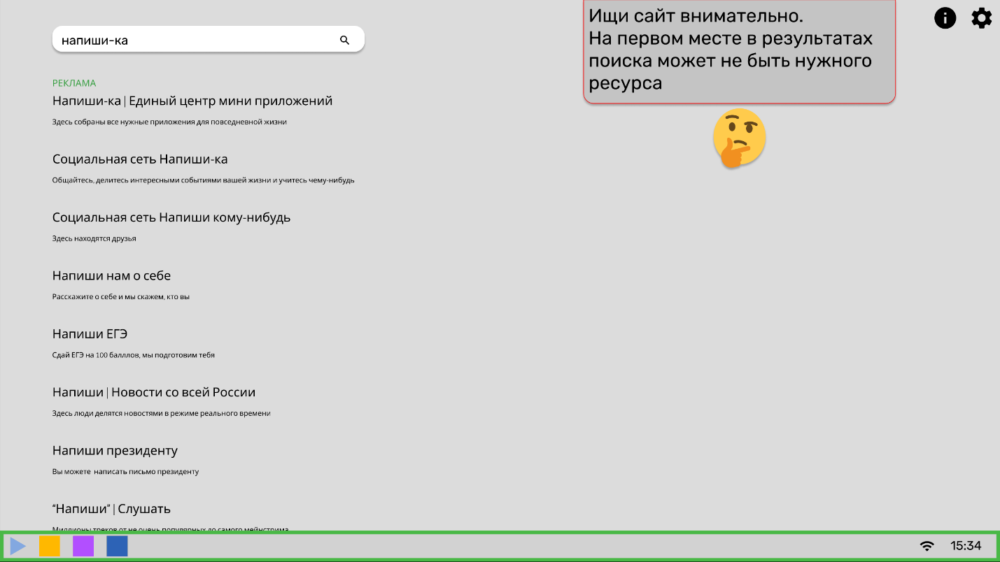 напиши-ка
Ищи сайт внимательно.
На первом месте в результатах
поиска может не быть нужного
ресурса
РЕКЛАМА
Напиши-ка | Единый центр мини приложений
Здесь собраны все нужные приложения для повседневной жизни
Социальная сеть Напиши-ка
Общайтесь, делитесь интересными событиями вашей жизни и учитесь чему-нибудь
Социальная сеть Напиши кому-нибудь
Здесь находятся друзья
Напиши нам о себе
Расскажите о себе и мы скажем, кто вы
Напиши ЕГЭ
Сдай ЕГЭ на 100 балллов, мы подготовим тебя
Напиши | Новости со всей России
Здесь люди делятся новостями в режиме реального времени
Напиши президенту
Вы можете написать письмо президенту
“Напиши” | Слушать
Миллионы треков от не очень популярных до самого мейнстрима
15:34